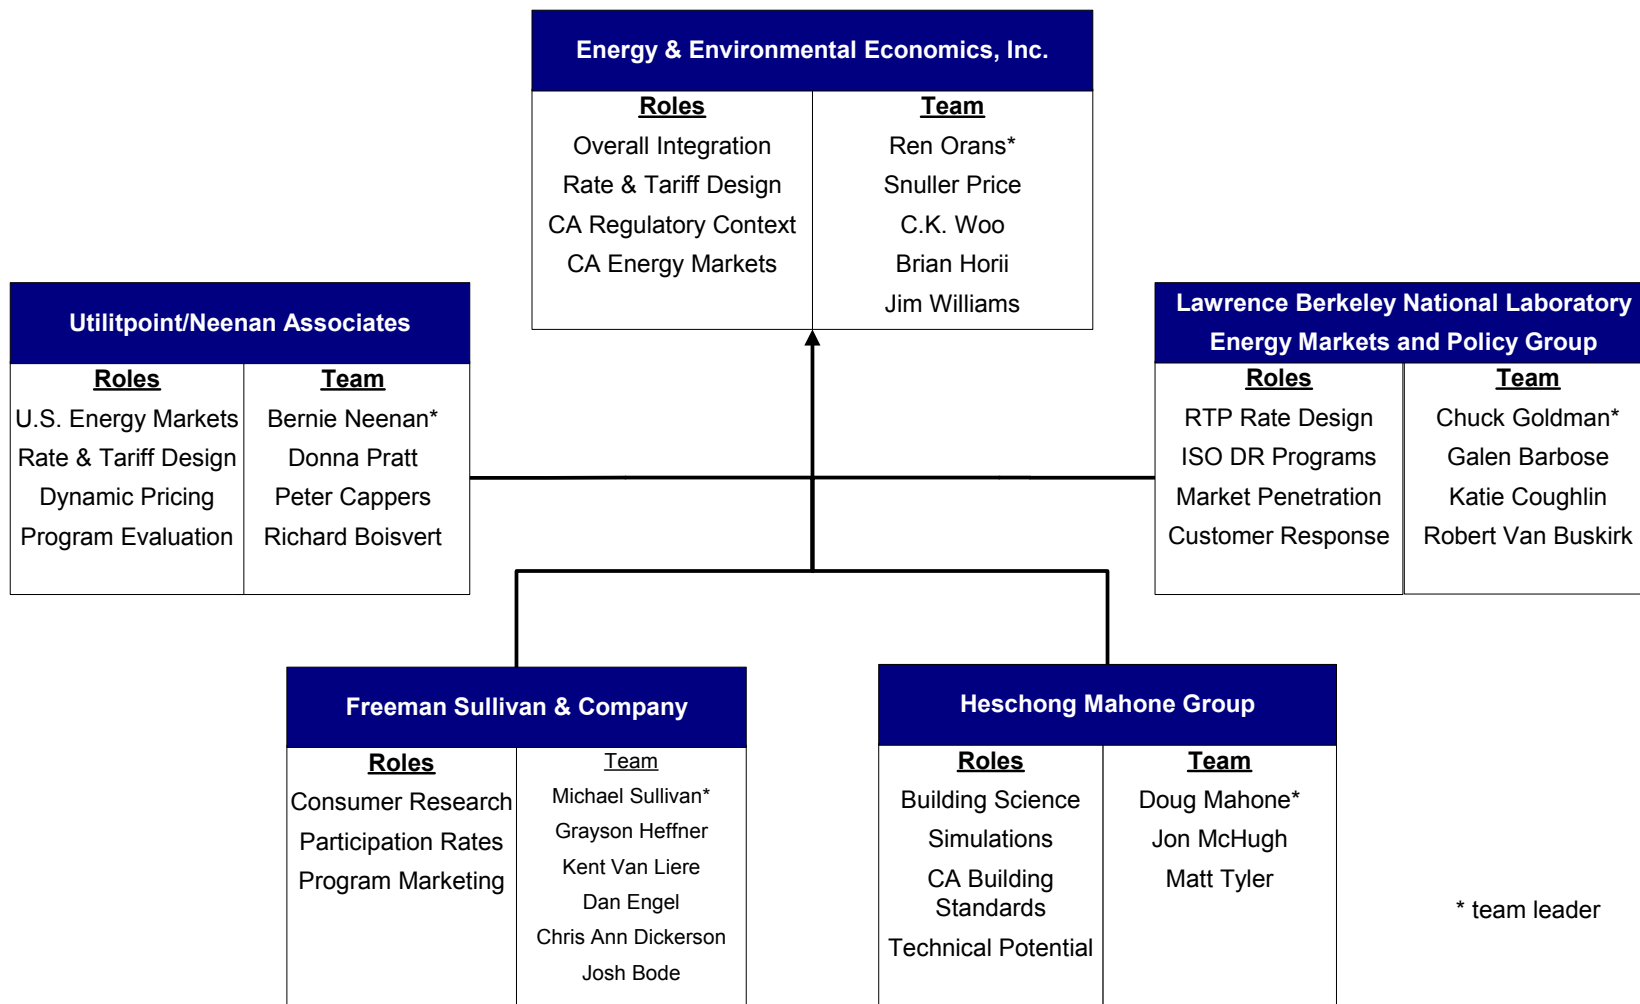 Energy & Environmental Economics, Inc.
Roles
Overall Integration
Rate & Tariff Design
CA Regulatory Context
CA Energy Markets
Team
Ren Orans*
Snuller Price
C.K. Woo
Brian Horii
Jim Williams
Utilitpoint/Neenan Associates
Roles
U.S. Energy Markets
Rate & Tariff Design
Dynamic Pricing
Program Evaluation
Team
Bernie Neenan*
Donna Pratt
Peter Cappers
Richard Boisvert
Lawrence Berkeley National Laboratory
Energy Markets and Policy Group
Roles
RTP Rate Design
ISO DR Programs
Market Penetration
Customer Response
Team
Chuck Goldman*
Galen Barbose
Katie Coughlin
Robert Van Buskirk
Freeman Sullivan & Company
Roles
Consumer Research
Participation Rates
Program Marketing
Team
Michael Sullivan*
Grayson Heffner
Kent Van Liere
Dan Engel
Chris Ann Dickerson
Josh Bode
Heschong Mahone Group
Roles
Building Science
Simulations
CA Building
Standards
Technical Potential
Team
Doug Mahone*
Jon McHugh
Matt Tyler
* team leader